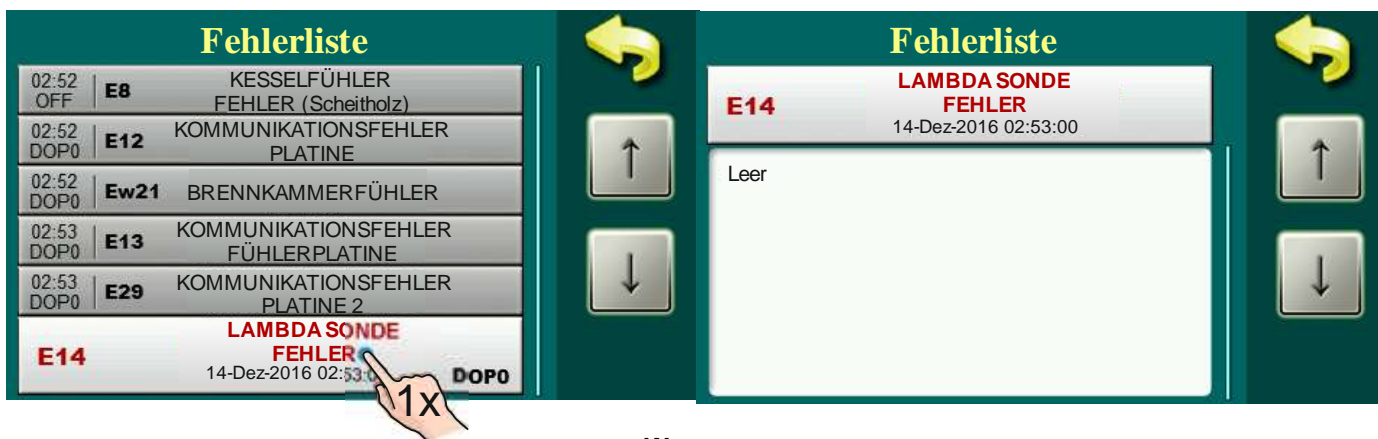 Fehlerliste
02:52
OFF
E8
KESSELFÜHLER
FEHLER (Scheitholz)
02:52
DOP0
E12
KOMMUNIKATIONSFEHLER
PLATINE
02:52
DOP0
Ew21
BRENNKAMMERFÜHLER
02:53
DOP0
E13
KOMMUNIKATIONSFEHLER
FÜHLERPLATINE
02:53
DOP0
E29
KOMMUNIKATIONSFEHLER
PLATINE 2
E14
LAMBDA SONDE
FEHLER
14-Dez-2016 02:53:0
DOP0
1x
Fehlerliste
E14
LAMBDA SONDE
FEHLER
14-Dez-2016 02:53:00
Leer